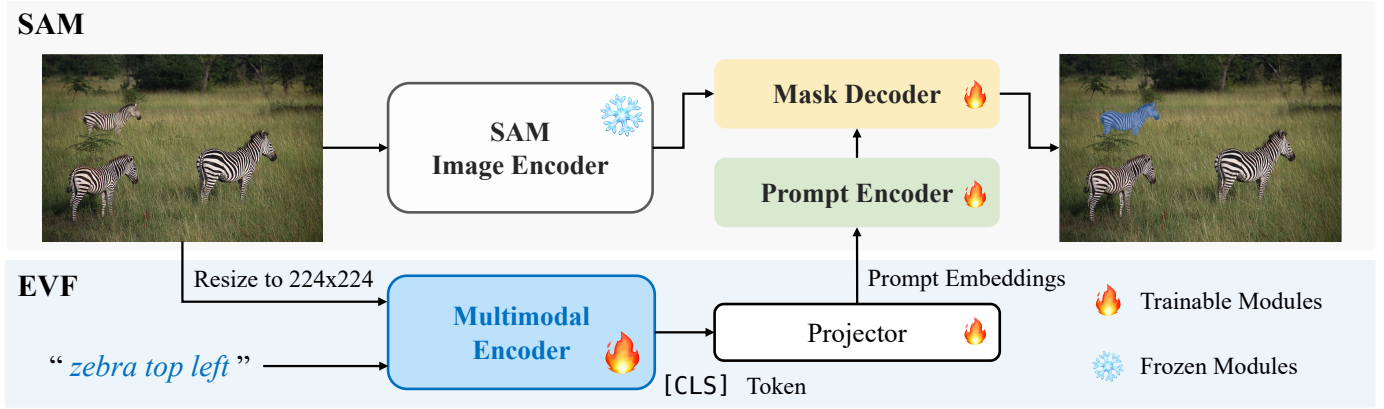 SAM
SAM
Image Encoder
Mask Decoder
Prompt Encoder
EVF
Resize to 224x224
Multimodal
Encoder
“ zebra top left ”
[CLS] Token
Projector
Prompt Embeddings
Trainable Modules
Frozen Modules